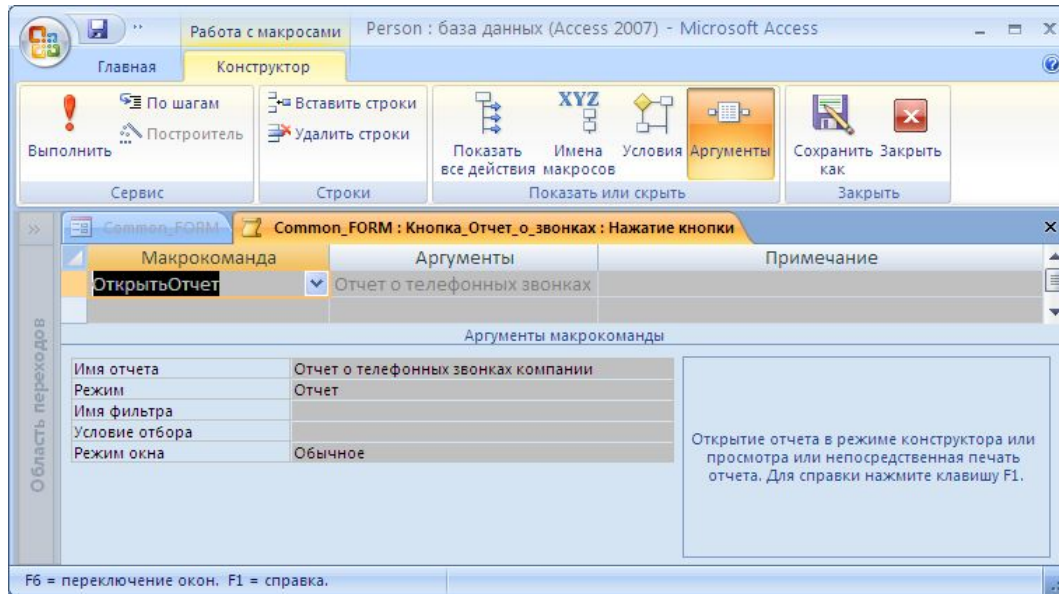 Работа с макросами Person : база данных (Access 2007) - Microsoft Access
Главная Конструктор
Выполнить
По шагам
Построитель
Сервис
Вставить строки
Удалить строки
Строки
Показать все действия
XYZ
Имена макросов
Условия
Аргументы
Показать или скрыть
Сохранить как
Закрыть
Закрыть
Common_FORM
Common_FORM : Кнопка_Отчет_о_звонках : Нажатие кнопки
Область переходов
Макрокоманда Аргументы Примечание
ОткрытьОтчет Отчет о телефонных звонках
Аргументы макрокоманды
Имя отчета Отчет о телефонных звонках компании
Режим Отчет
Имя фильтра
Условие отбора
Режим окна Обычное
Открытие отчета в режиме конструктора или
просмотра или непосредственная печать
отчета. Для справки нажмите клавишу F1.
F6 = переключение окон. F1 = справка.